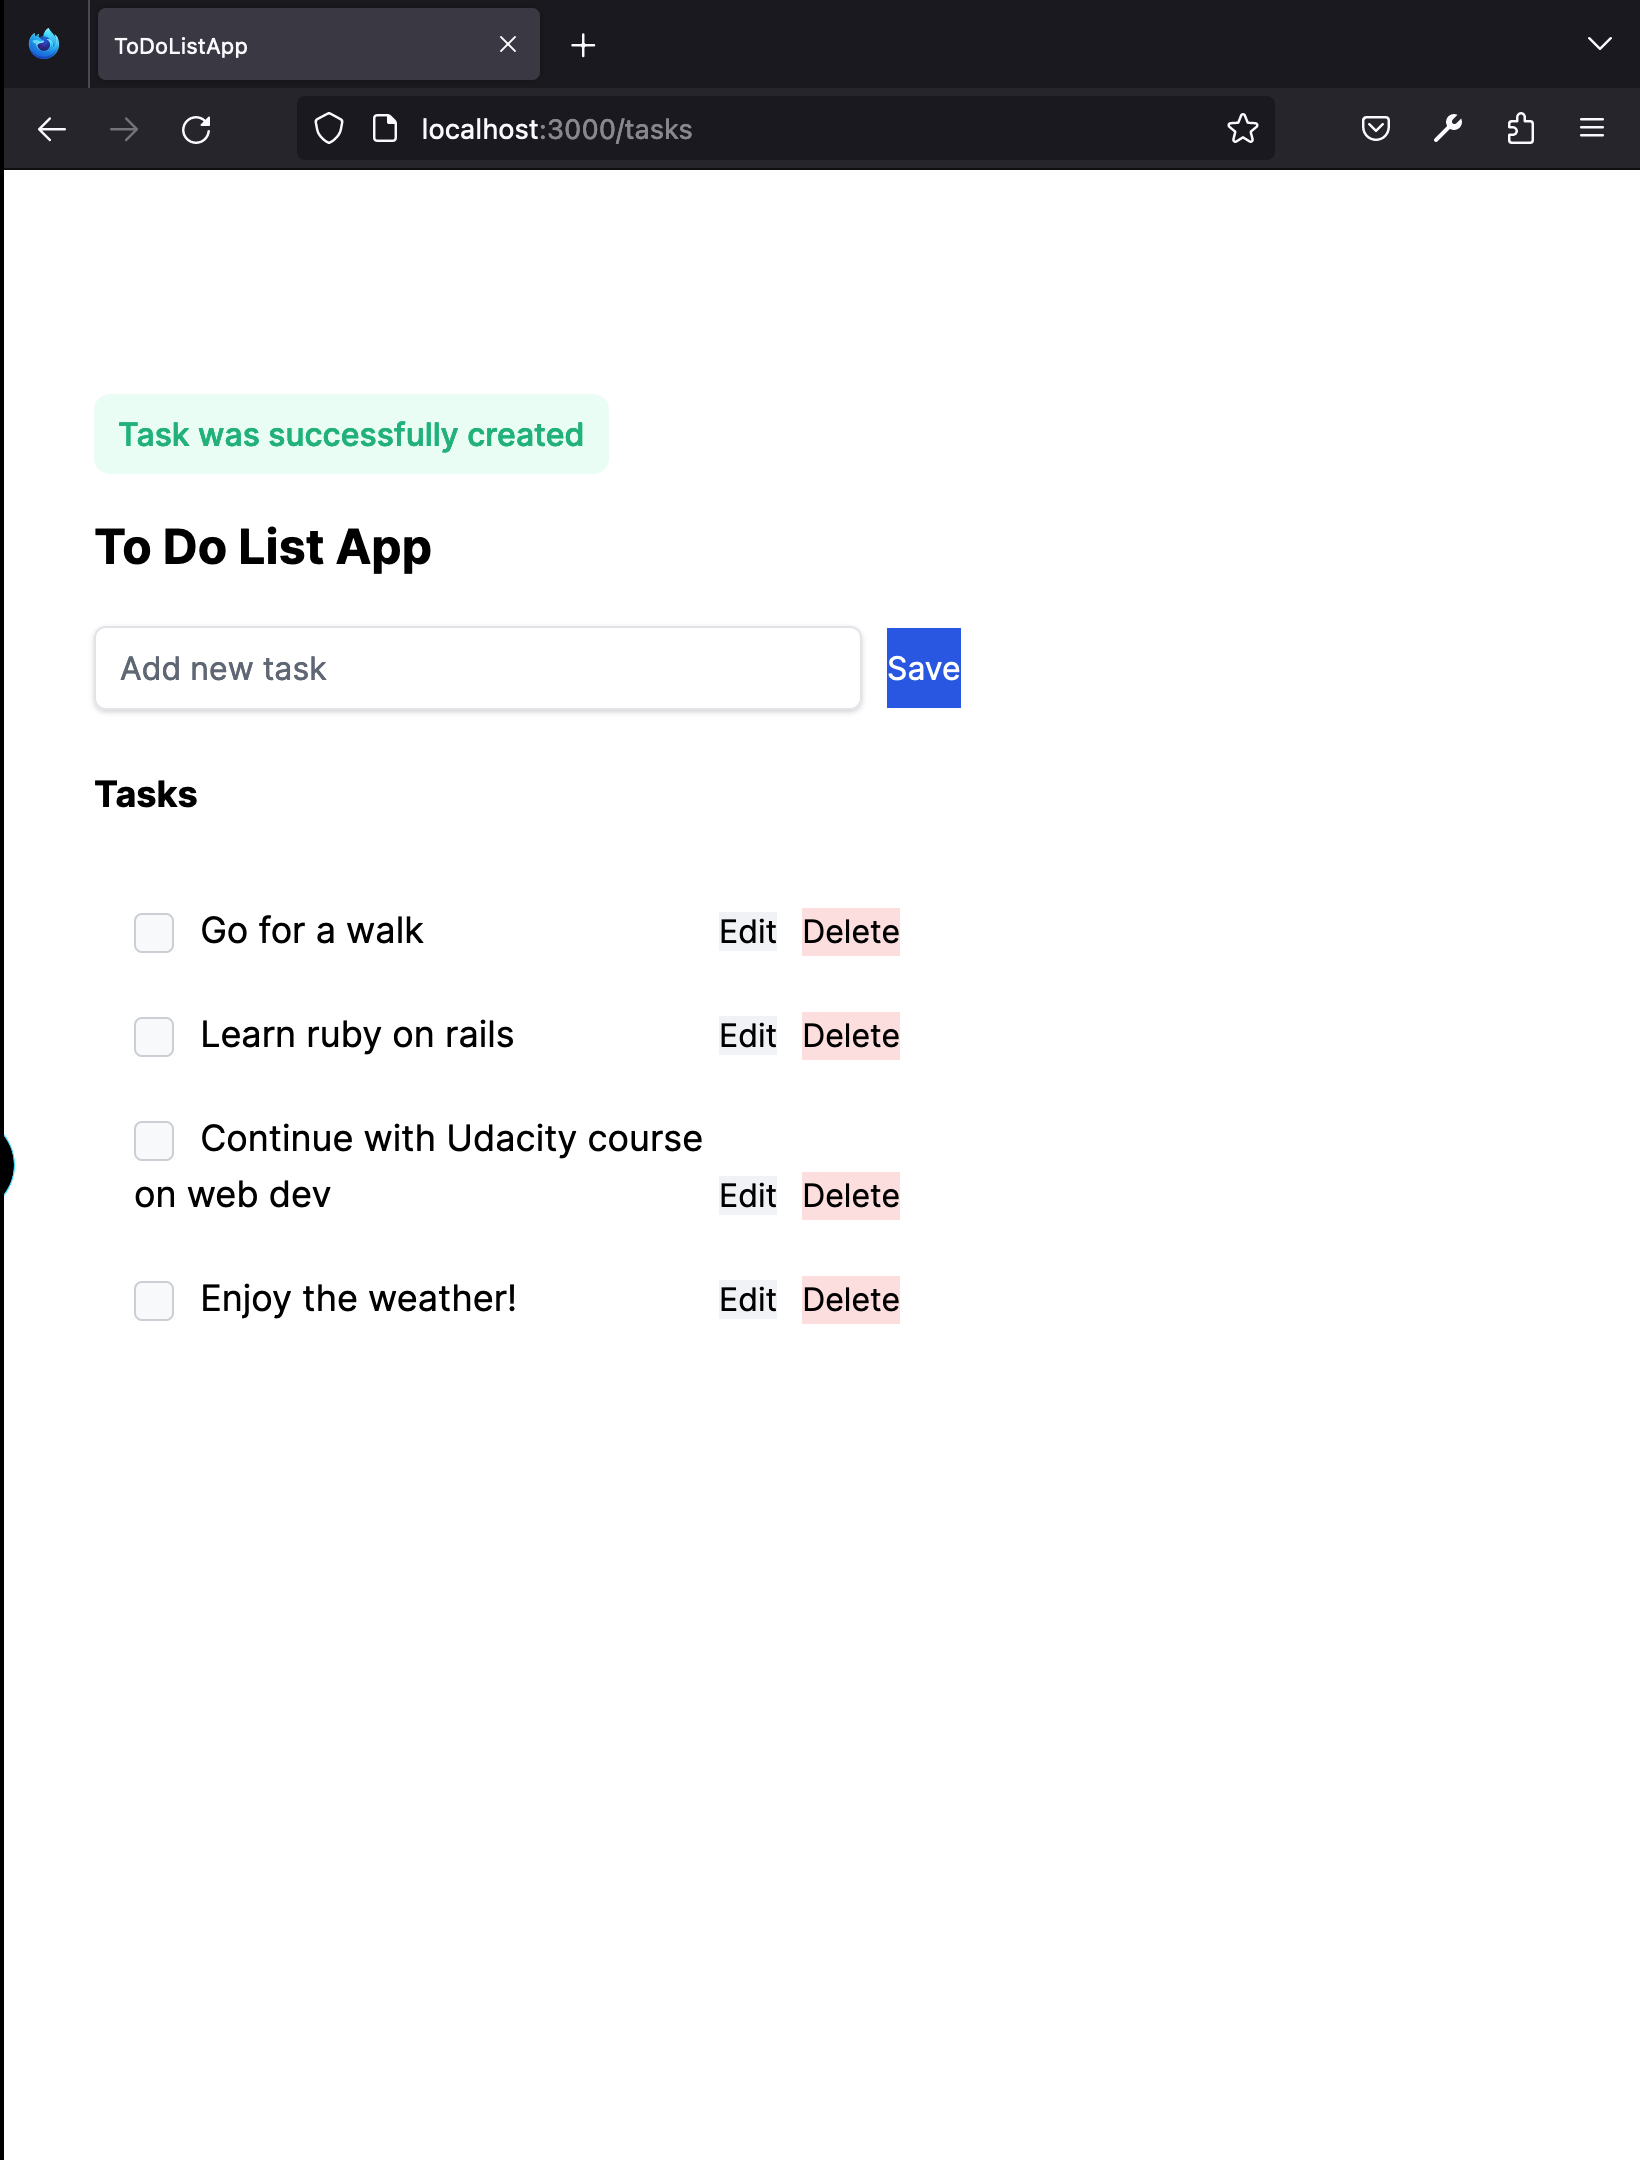 ToDoListApp
localhost:3000/tasks
Task was successfully created
To Do List App
Add new task Save
Tasks
Go for a walk Edit Delete
Learn ruby on rails Edit Delete
Continue with Udacity course
on web dev Edit Delete
Enjoy the weather! Edit Delete